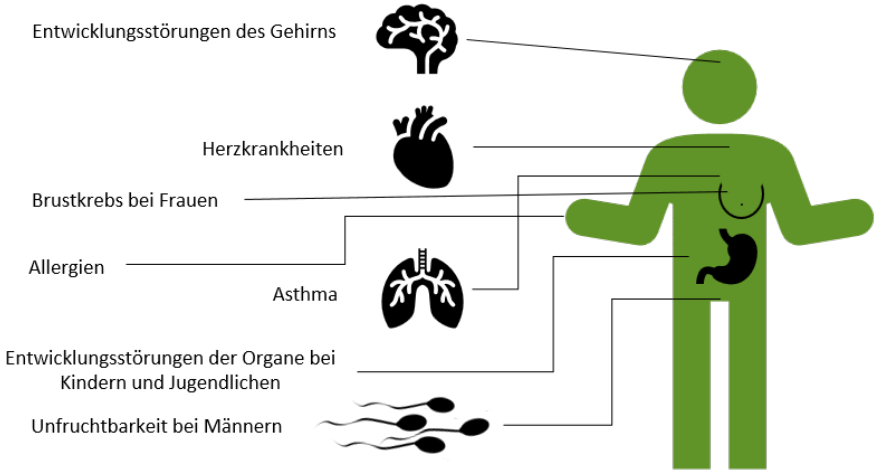 Entwicklungsstörungen des Gehirns
Herzkrankheiten
Brustkrebs bei Frauen
Allergien
Asthma
Entwicklungsstörungen der Organe bei
Kindern und Jugendlichen
Unfruchtbarkeit bei Männern